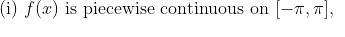 (i) f(x) is piecewise continuous on [−π, π],